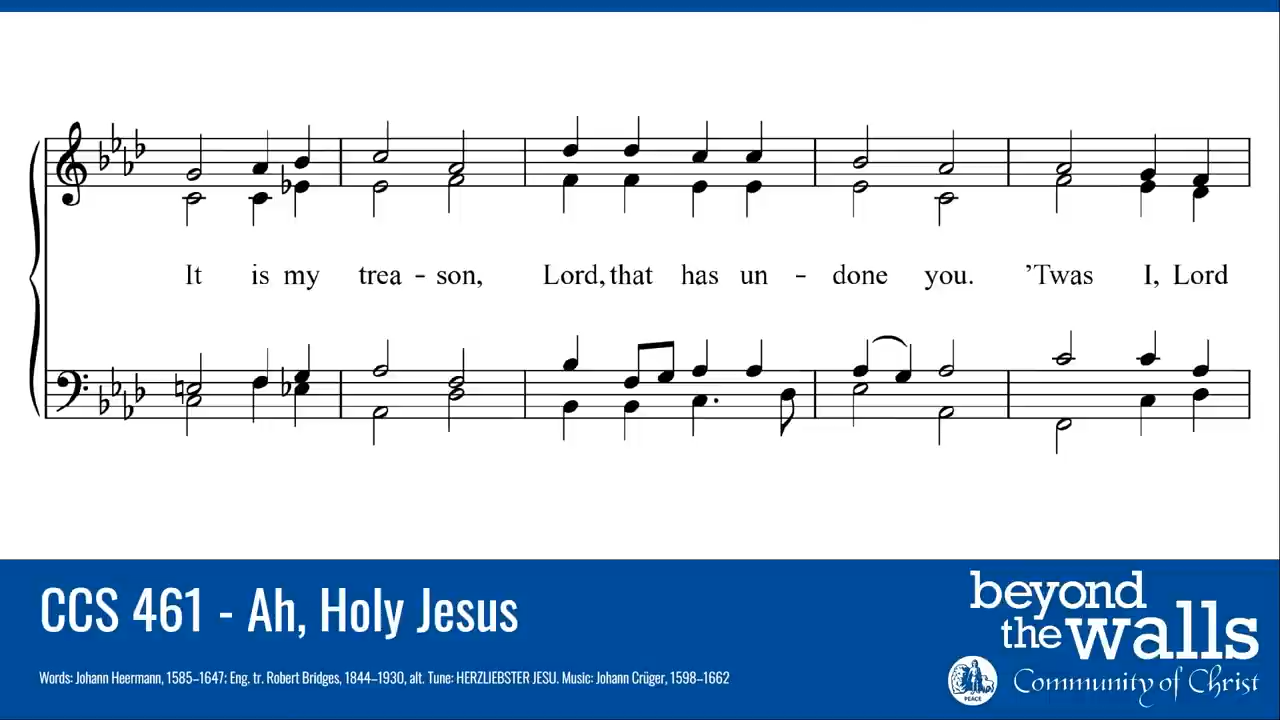 It is my trea - son, Lord, that has un - done you. ’Twas I, Lord
CCS 461 - Ah, Holy Jesus
Words: Johann Heermann, 1585–1647; Eng. tr. Robert Bridges, 1844–1930, alt. Tune: HERZLIEBSTER JESU. Music: Johann Crüger, 1598–1662
beyond
the walls
PEACE
Community of Christ